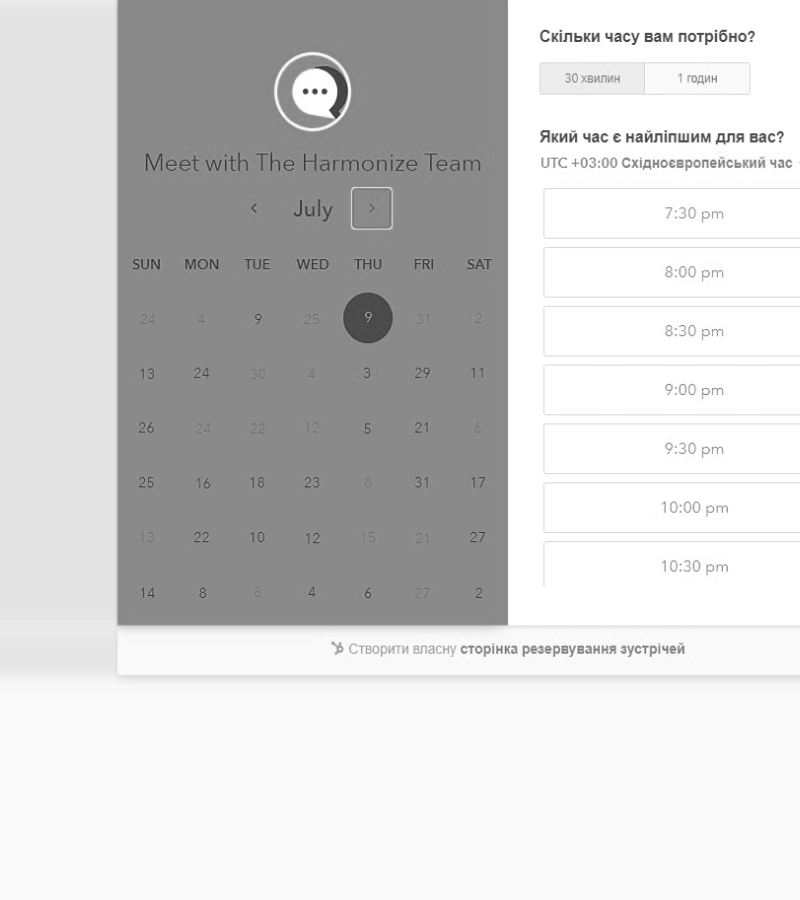 Meet with The Harmonize Team
July
SUN MON TUE WED THU FRI SAT
24 4 9 25 9 31 2
13 24 30 4 3 29 11
26 24 22 12 5 21 6
25 16 18 23 8 31 17
13 22 10 12 15 21 27
14 8 8 4 6 27 2
Скільки часу вам потрібно?
30 хвилин 1 годин
Який час є найліпшим для вас?
UTC +03:00 Східноєвропейський час
7:30 pm
8:00 pm
8:30 pm
9:00 pm
9:30 pm
10:00 pm
10:30 pm
Створити власну сторінка резервування зустрічей